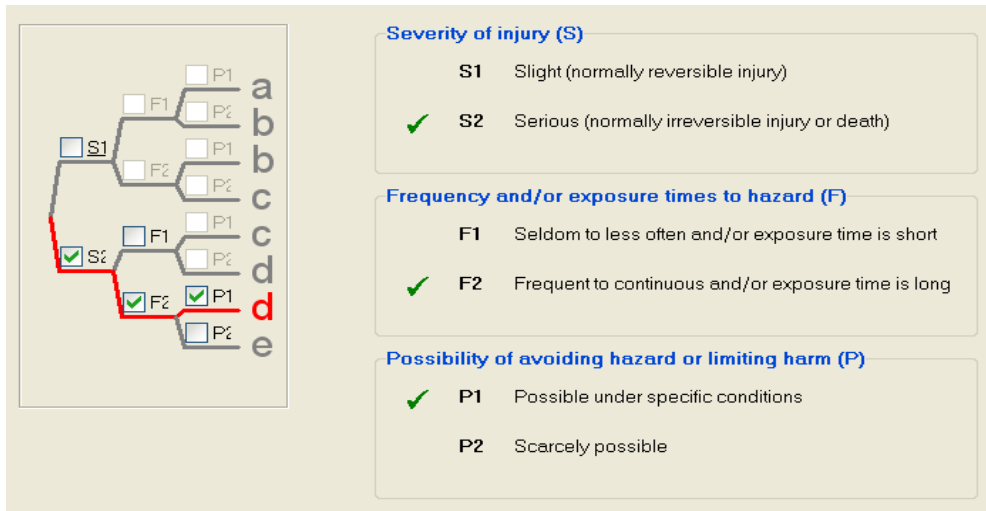 P1
a
F1
P2
b
S1
P1
b
F2
P2
c
P1
c
F1
S2
P2
d
F2
P1
d
P2
e
Severity of injury (S)
S1 Slight (normally reversible injury)
S2 Serious (normally irreversible injury or death)
Frequency and/or exposure times to hazard (F)
F1 Seldom to less often and/or exposure time is short
F2 Frequent to continuous and/or exposure time is long
Possibility of avoiding hazard or limiting harm (P)
P1 Possible under specific conditions
P2 Scarcely possible